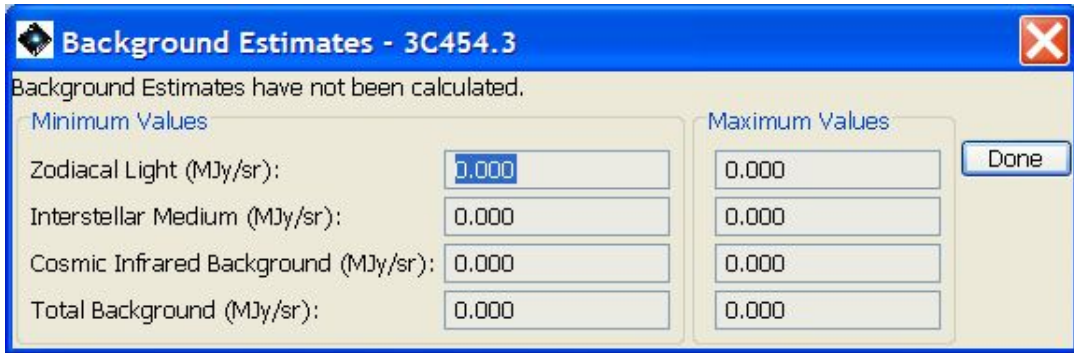 Background Estimates - 3C454.3
Background Estimates have not been calculated.
Minimum Values
Maximum Values
Zodiacal Light (MJy/sr): 0.000 0.000
Done
Interstellar Medium (MJy/sr): 0.000 0.000
Cosmic Infrared Background (MJy/sr): 0.000 0.000
Total Background (MJy/sr): 0.000 0.000